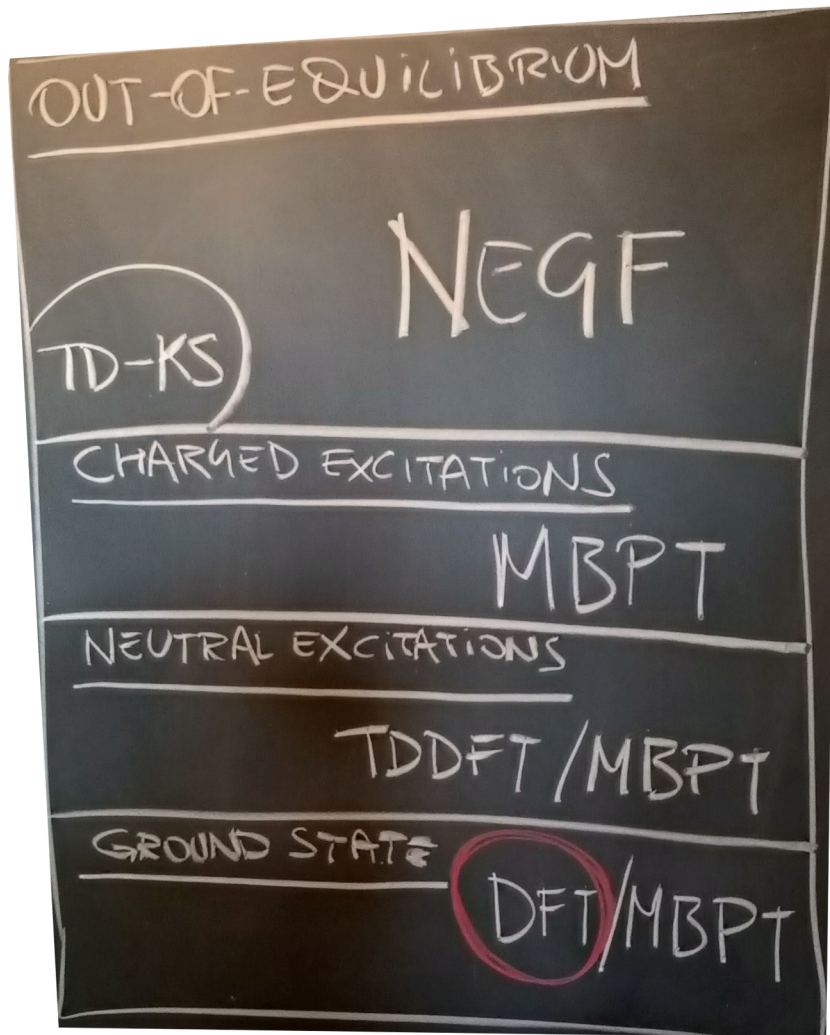 OUT-OF-EQUiLiBRIUM
NEGF
TD-KS
CHARGED EXCITATiONS
MBPT
NEUTRAL EXCiTATiONS
TDDFT/MBPT
GROUND STATE
DFT/MBPT